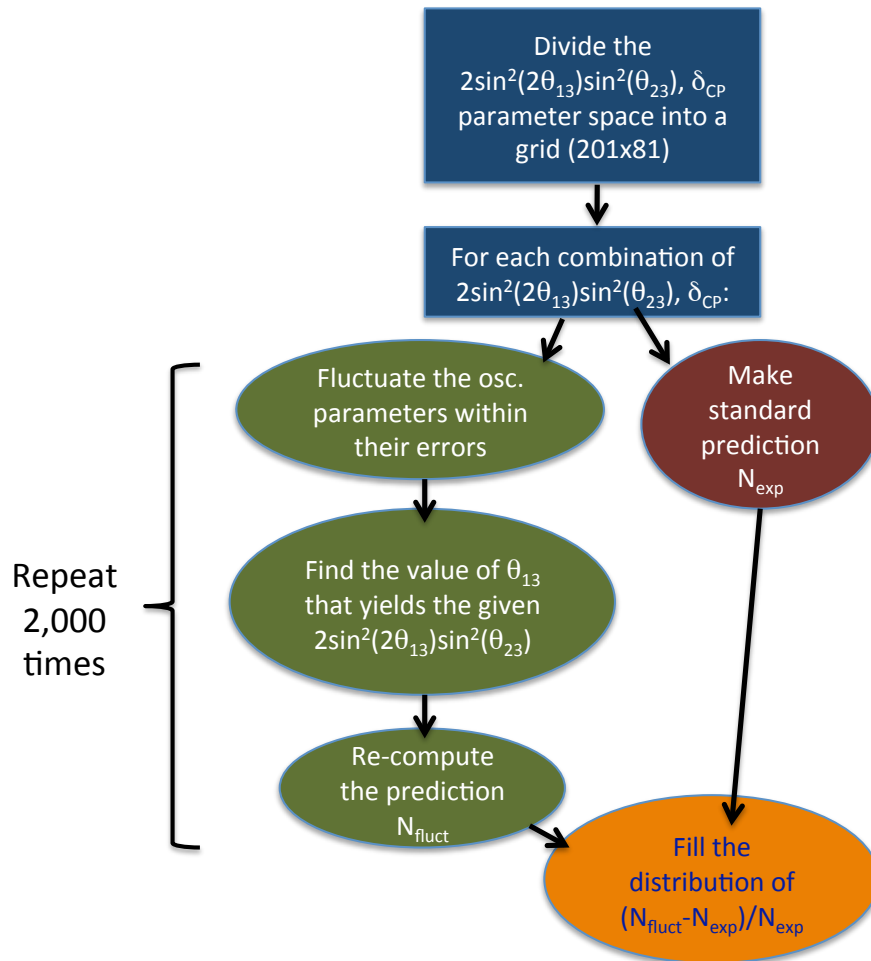 Divide the
2sin²(2θ₁₃)sin²(θ₂₃), δ_CP
parameter space into a
grid (201x81)
For each combination of
2sin²(2θ₁₃)sin²(θ₂₃), δ_CP:
Fluctuate the osc.
parameters within
their errors
Make
standard
prediction
N_exp
Find the value of θ₁₃
that yields the given
2sin²(2θ₁₃)sin²(θ₂₃)
Repeat
2,000
times
Re-compute
the prediction
N_fluct
Fill the
distribution of
(N_fluct-N_exp)/N_exp